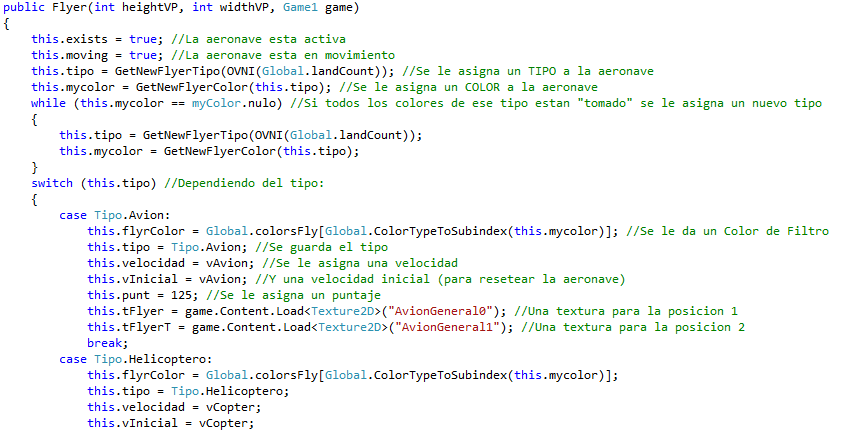 public Flyer(int heightVP, int widthVP, Game1 game)
{
this.exists = true; //La aeronave esta activa
this.moving = true; //La aeronave esta en movimiento
this.tipo = GetNewFlyerTipo(OVNI(Global.landCount)); //Se le asigna un TIPO a la aeronave
this.mycolor = GetNewFlyerColor(this.tipo); //Se le asigna un COLOR a la aeronave
while (this.mycolor == myColor.nulo) //Si todos los colores de ese tipo estan "tomado" se le asigna un nuevo tipo
{
this.tipo = GetNewFlyerTipo(OVNI(Global.landCount));
this.mycolor = GetNewFlyerColor(this.tipo);
}
switch (this.tipo) //Dependiendo del tipo:
{
case Tipo.Avion:
this.flyrColor = Global.colorsFly[Global.ColorTypeToSubindex(this.mycolor)]; //Se le da un Color de Filtro
this.tipo = Tipo.Avion; //Se guarda el tipo
this.velocidad = vAvion; //Se le asigna una velocidad
this.vInicial = vAvion; //Y una velocidad inicial (para resetear la aeronave)
this.punt = 125; //Se le asigna un puntaje
this.tFlyer = game.Content.Load<Texture2D>("AvionGeneral0"); //Una textura para la posicion 1
this.tFlyerT = game.Content.Load<Texture2D>("AvionGeneral1"); //Una textura para la posicion 2
break;
case Tipo.Helicoptero:
this.flyrColor = Global.colorsFly[Global.ColorTypeToSubindex(this.mycolor)];
this.tipo = Tipo.Helicoptero;
this.velocidad = vCopter;
this.vInicial = vCopter;